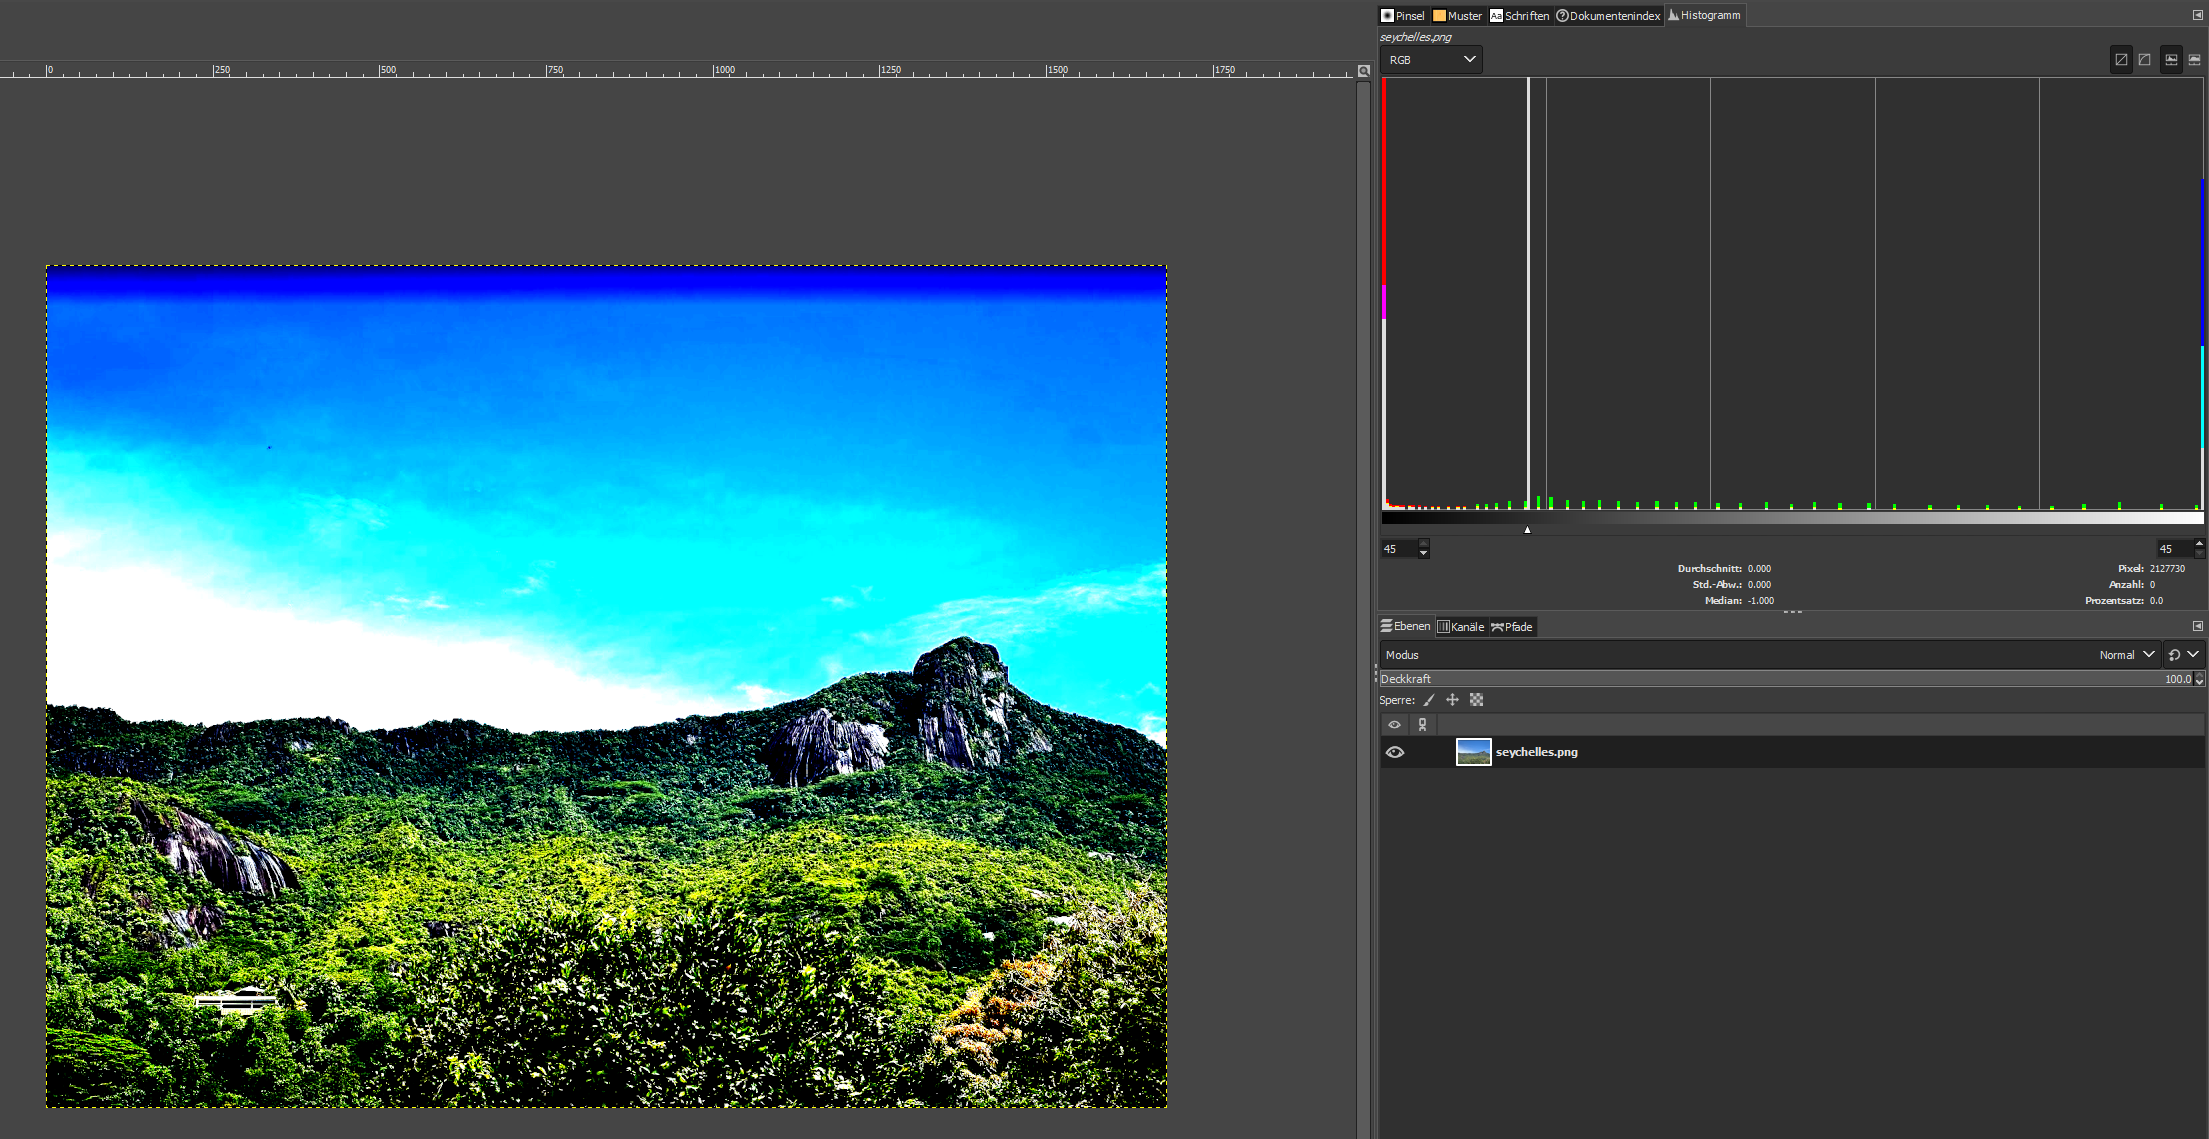 Pinsel Muster Aa Schriften Dokumentenindex Histogramm
seychelles.png
RGB
0 250 500 750 1000 1250 1500 1750
45 45
Durchschnitt: 0.000 Pixel: 2127730
Std.-Abw.: 0.000 Anzahl: 0
Median: -1.000 Prozentsatz: 0.0
Ebenen Kanäle Pfade
Modus Normal
Deckkraft 100.0
Sperre:
seychelles.png